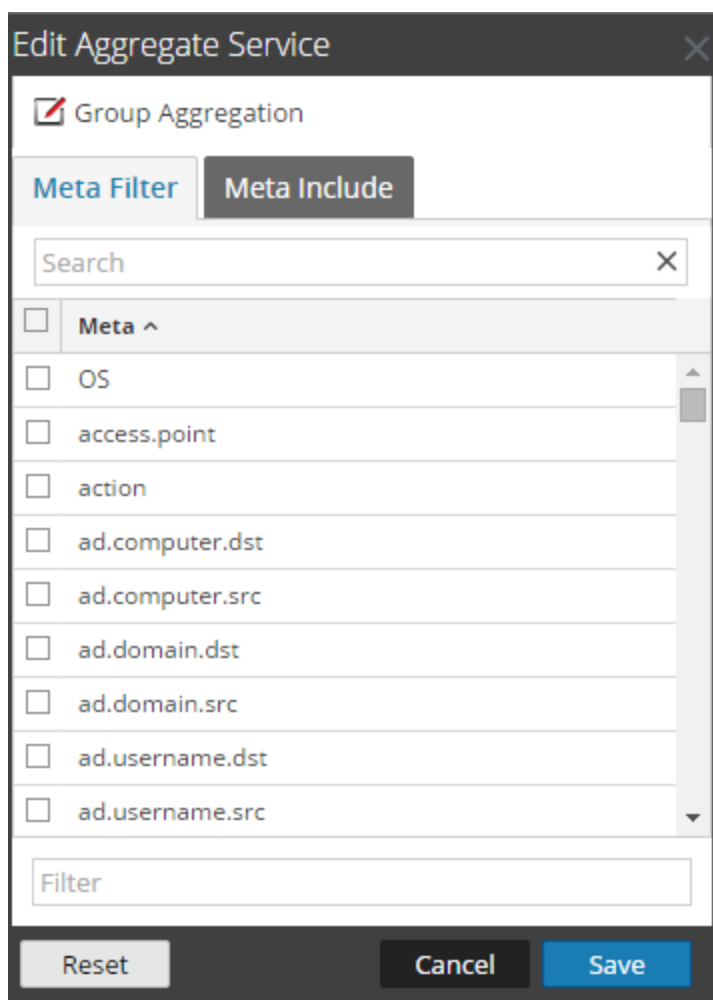 Edit Aggregate Service
Group Aggregation
Meta Filter Meta Include
Search
Meta
OS
access.point
action
ad.computer.dst
ad.computer.src
ad.domain.dst
ad.domain.src
ad.username.dst
ad.username.src
Filter
Reset Cancel Save